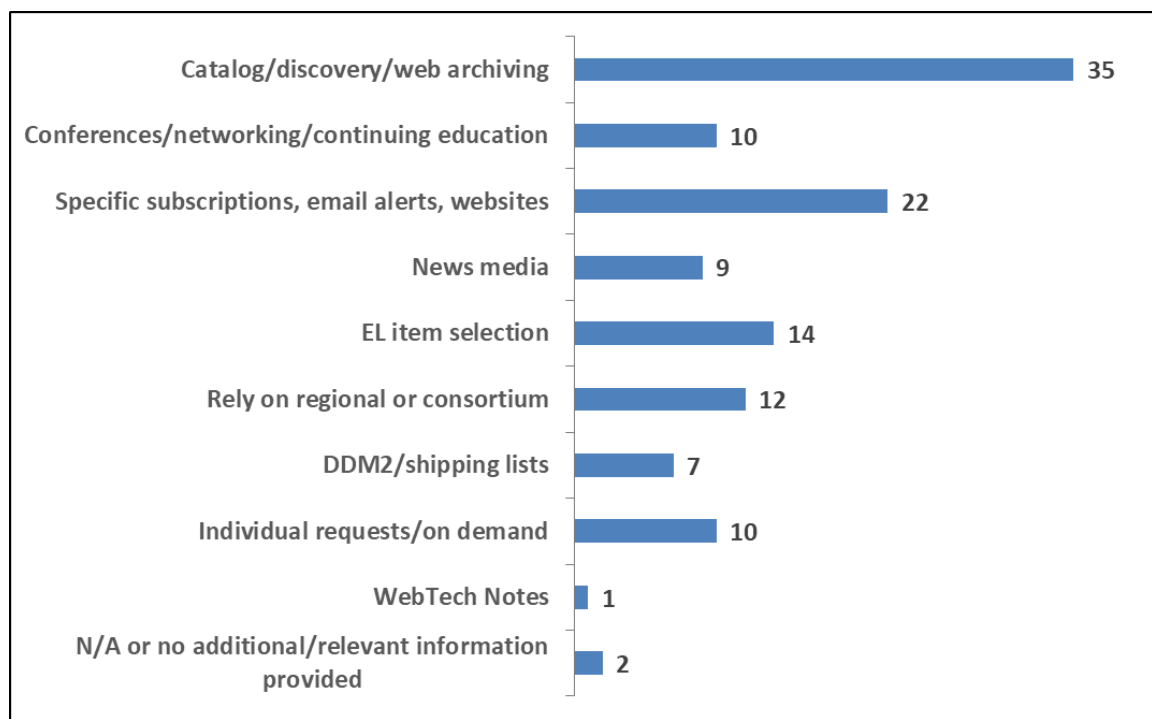 Catalog/discovery/web archiving 35
Conferences/networking/continuing education 10
Specific subscriptions, email alerts, websites 22
News media 9
EL item selection 14
Rely on regional or consortium 12
DDM2/shipping lists 7
Individual requests/on demand 10
WebTech Notes 1
N/A or no additional/relevant information
provided 2